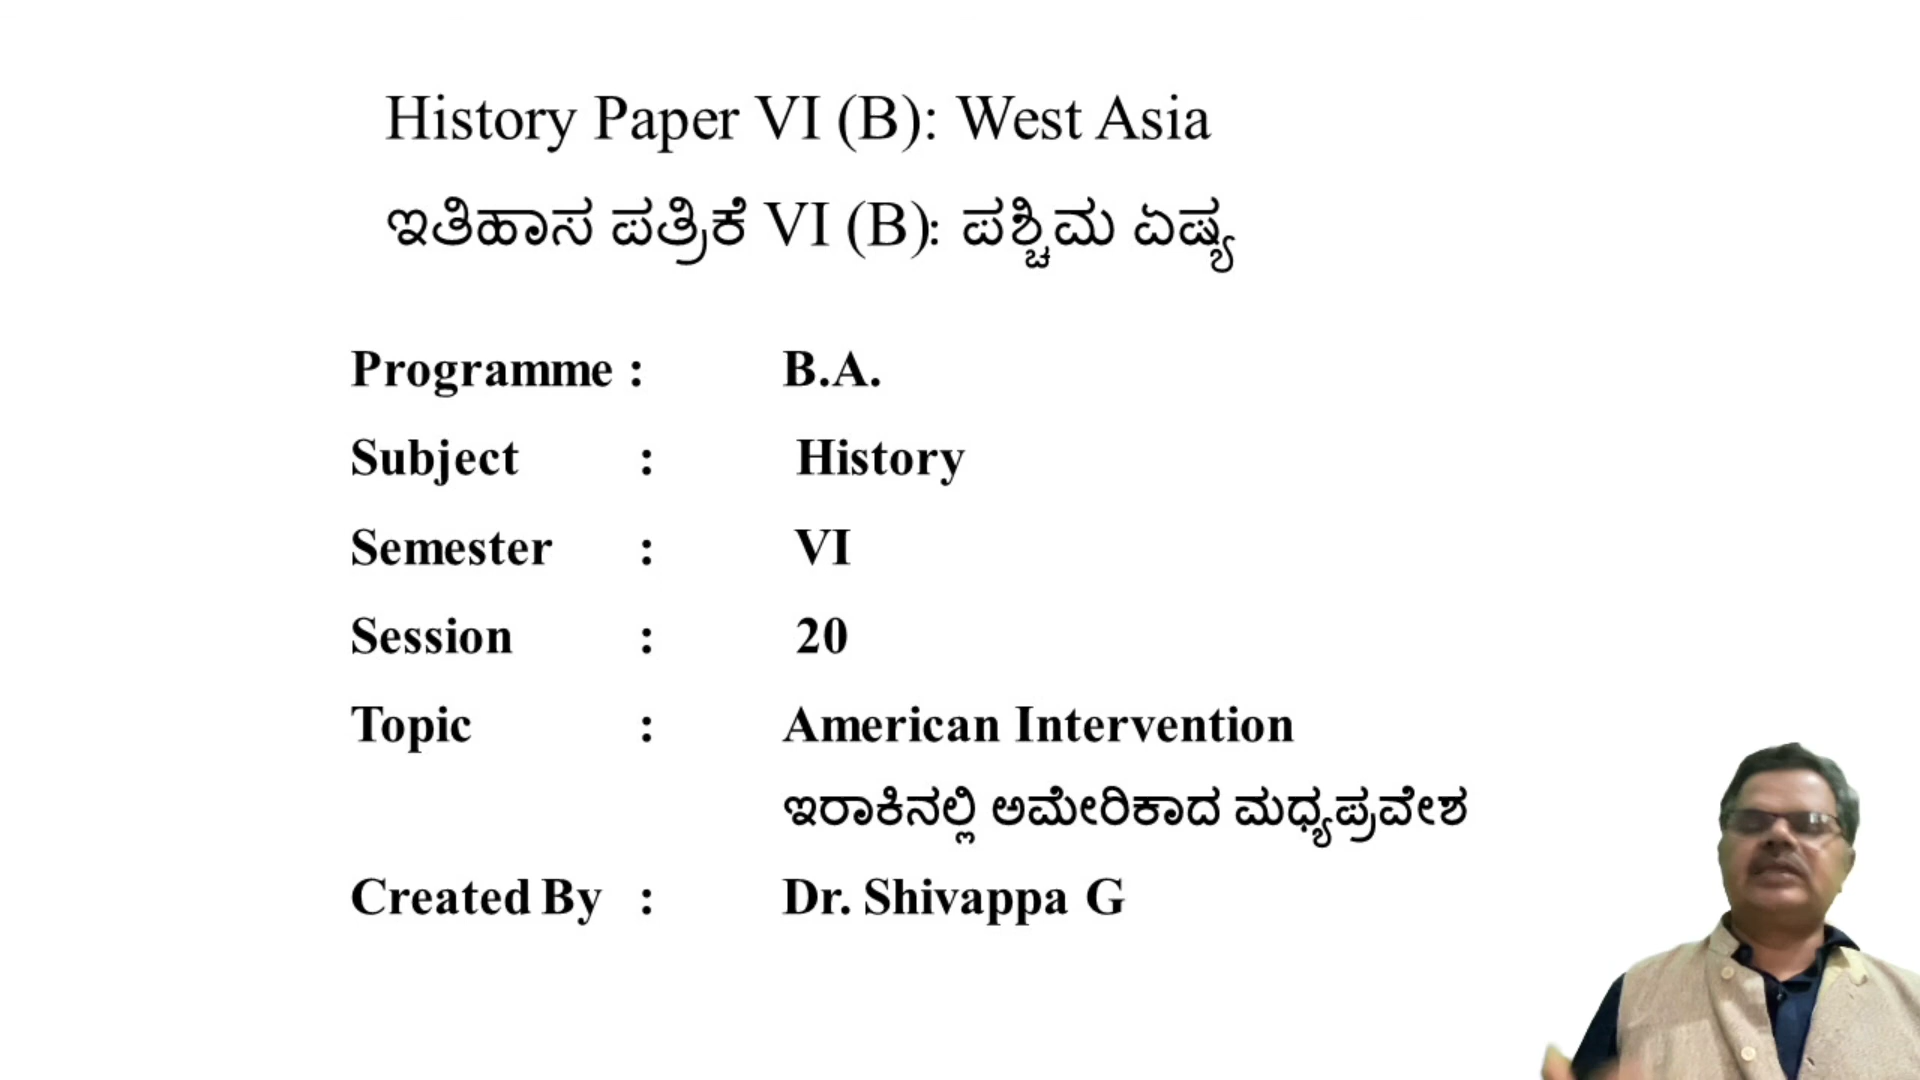 History Paper VI (B): West Asia
ಇತಿಹಾಸ ಪತ್ರಿಕೆ VI (B): ಪಶ್ಚಿಮ ಏಷ್ಯ
Programme : B.A.
Subject : History
Semester : VI
Session : 20
Topic : American Intervention
ಇರಾಕಿನಲ್ಲಿ ಅಮೇರಿಕಾದ ಮಧ್ಯಪ್ರವೇಶ
Created By : Dr. Shivappa G